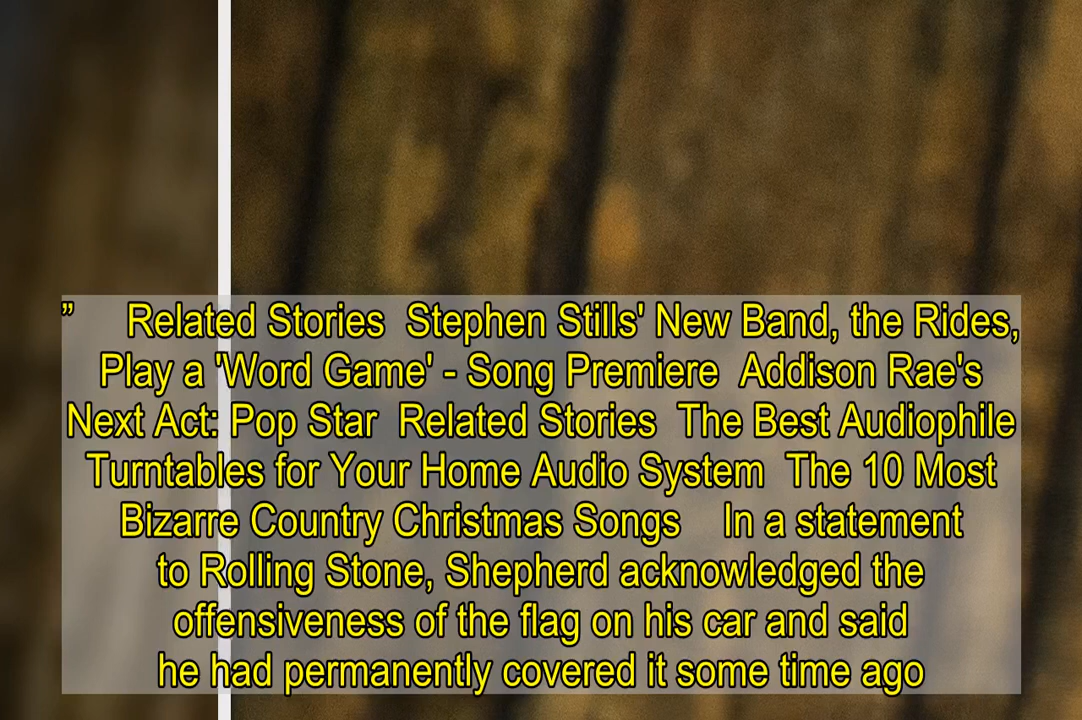 ”      Related Stories  Stephen Stills' New Band, the Rides,
Play a 'Word Game' - Song Premiere  Addison Rae's
Next Act: Pop Star  Related Stories  The Best Audiophile
Turntables for Your Home Audio System  The 10 Most
Bizarre Country Christmas Songs    In a statement
to Rolling Stone, Shepherd acknowledged the
offensiveness of the flag on his car and said
he had permanently covered it some time ago